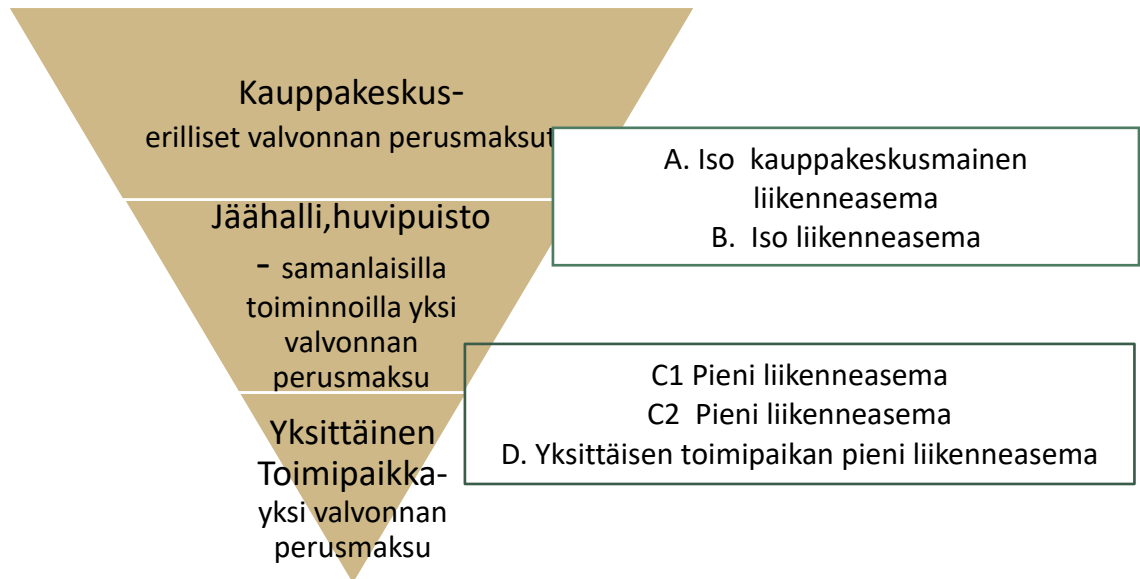 Kauppakeskus-
erilliset valvonnan perusmaksut
A. Iso kauppakeskusmainen
liikenneasema
B. Iso liikenneasema
Jäähalli,huvipuisto
- samanlaisilla
toiminnoilla yksi
valvonnan
perusmaksu
C1 Pieni liikenneasema
C2 Pieni liikenneasema
D. Yksittäisen toimipaikan pieni liikenneasema
Yksittäinen
Toimipaikka-
yksi valvonnan
perusmaksu